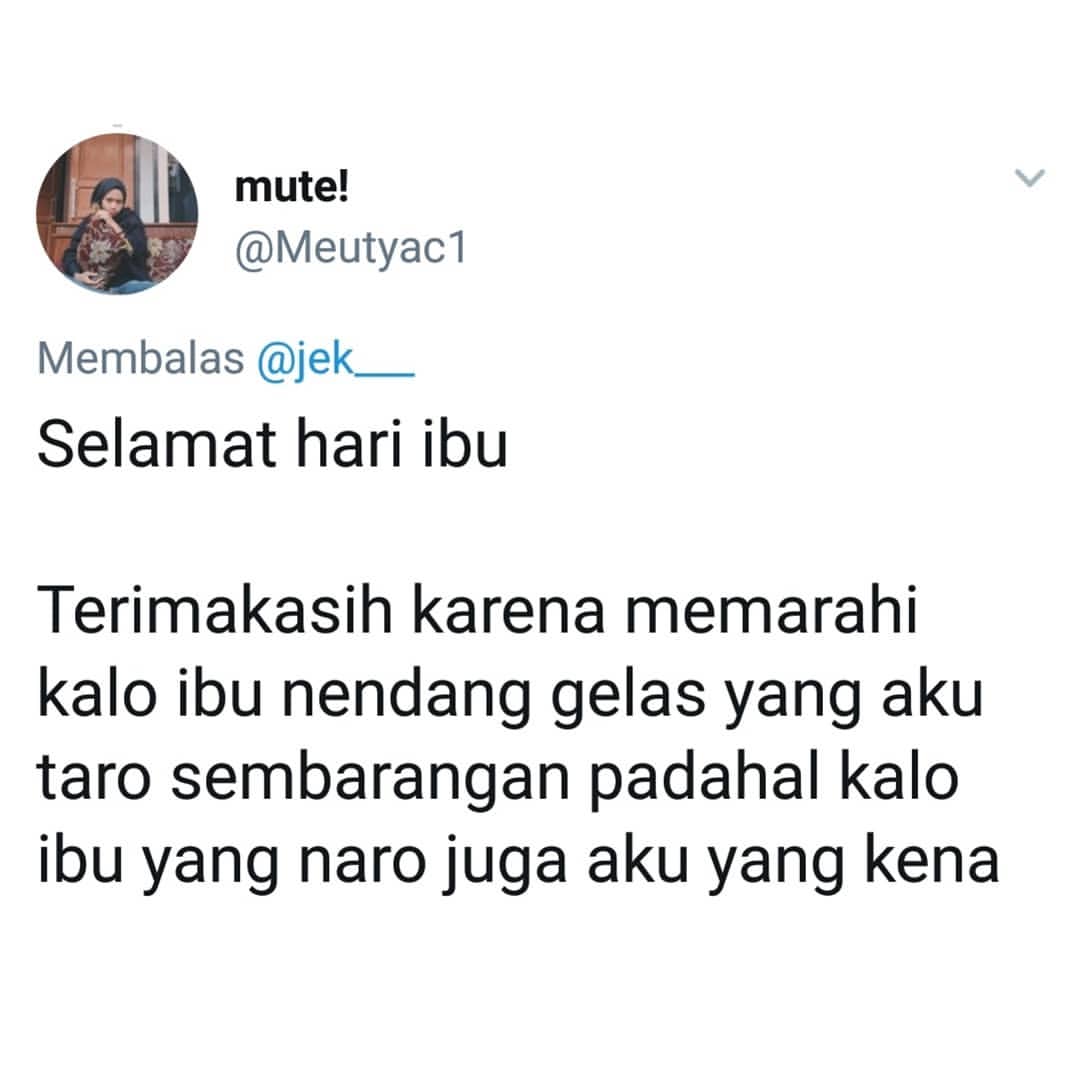 mute!
@Meutyac1
Membalas @jek___
Selamat hari ibu
Terimakasih karena memarahi
kalo ibu nendang gelas yang aku
taro sembarangan padahal kalo
ibu yang naro juga aku yang kena